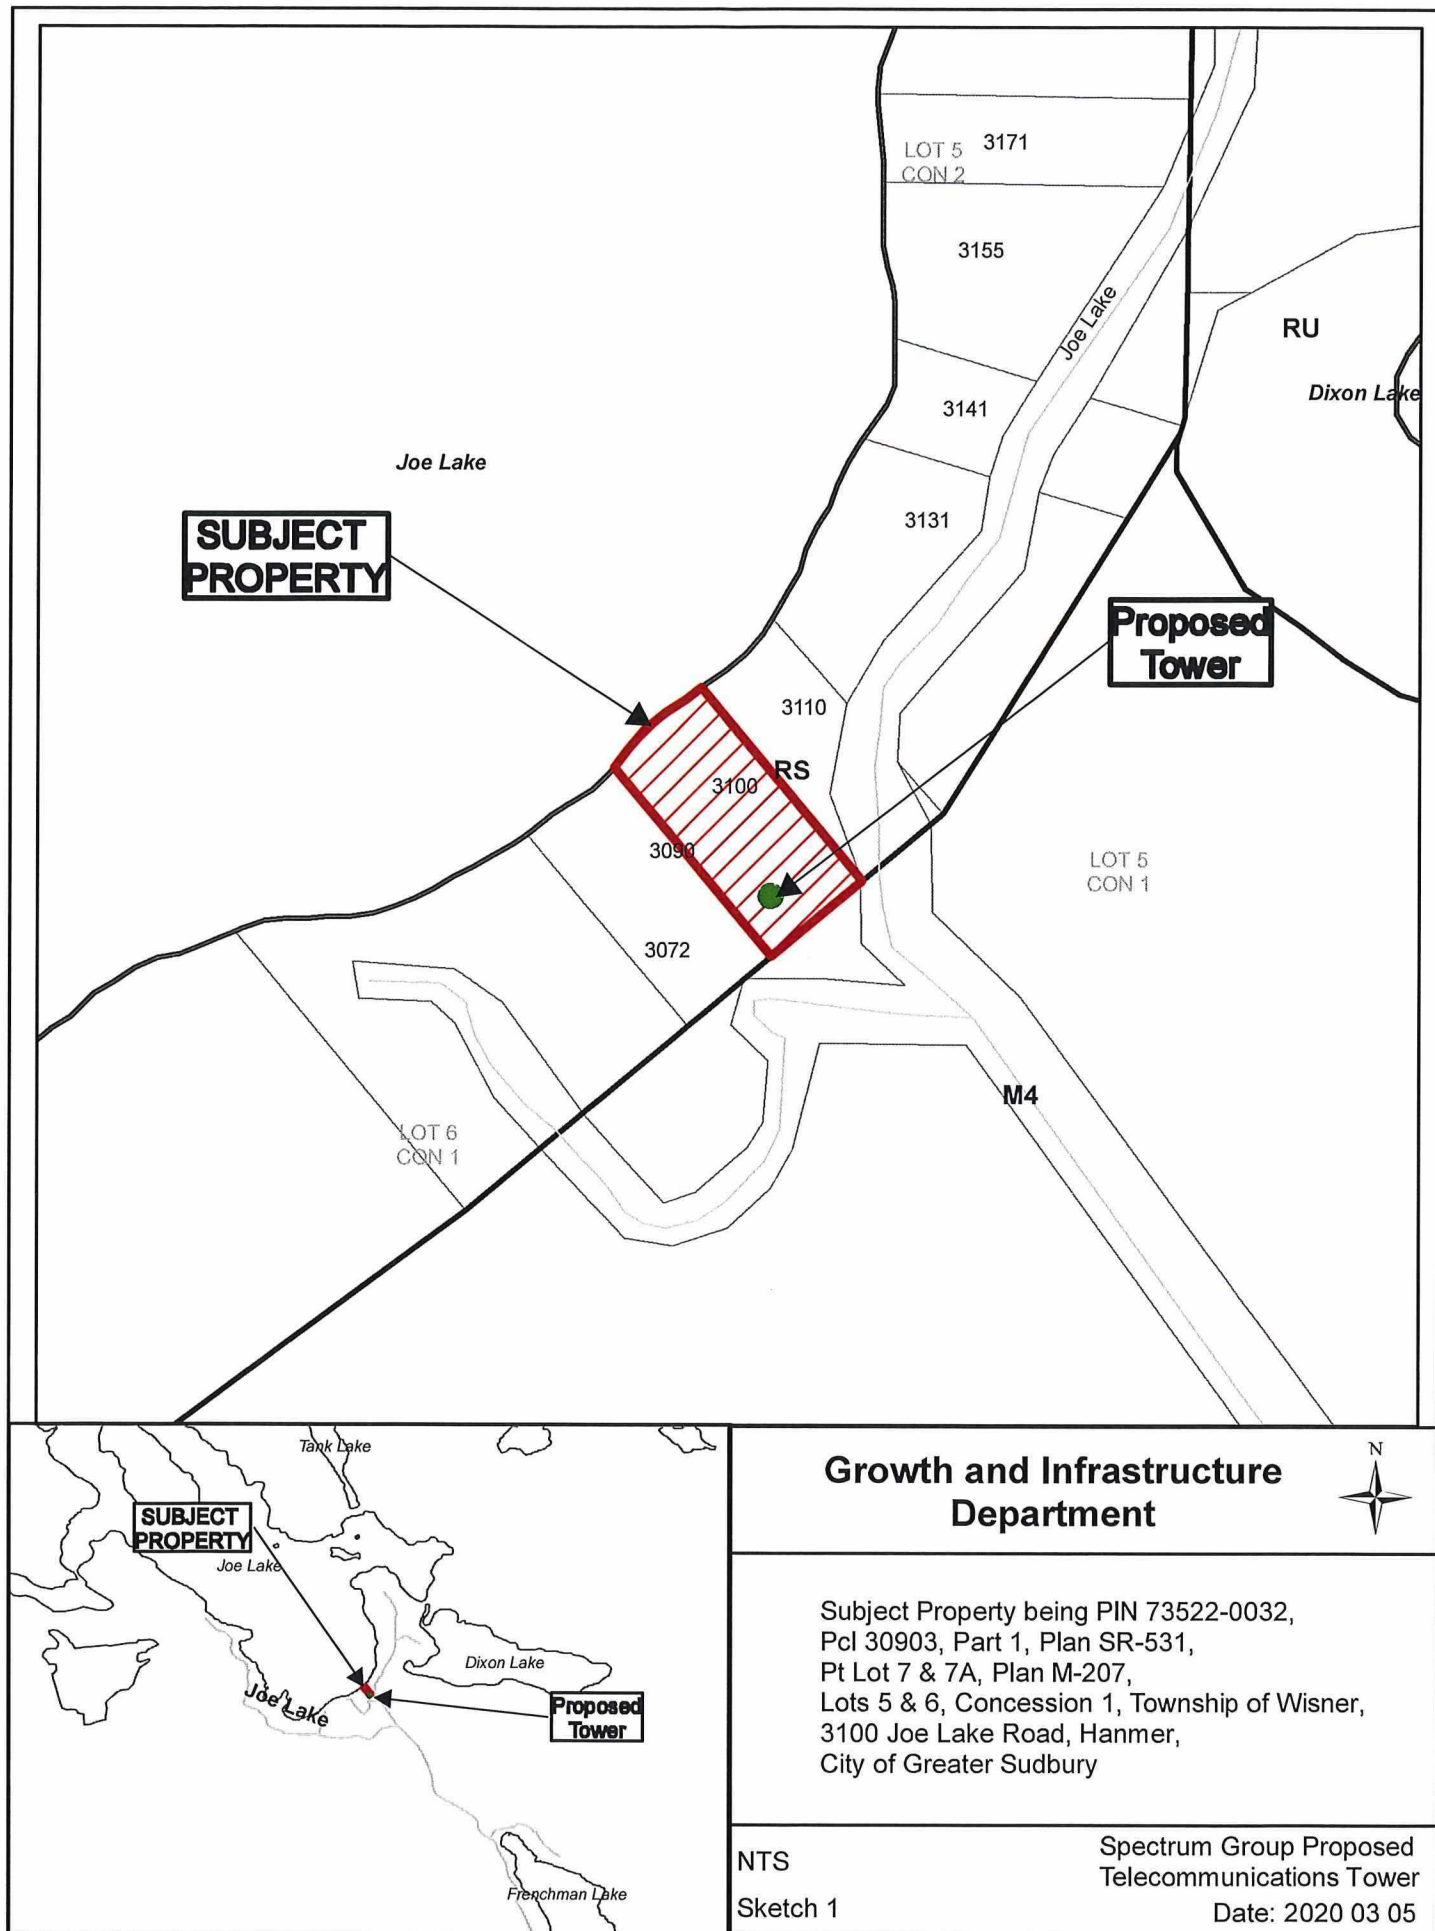 LOT 5
CON 2
3171
3155
Joe Lake
RU
Dixon Lake
3141
Joe Lake
3131
SUBJECT
PROPERTY
Proposed
Tower
3110
RS
3100
3090
LOT 5
CON 1
3072
M4
LOT 6
CON 1
Tank Lake
SUBJECT
PROPERTY
Joe Lake
Dixon Lake
Joe Lake
Proposed
Tower
Frenchman Lake
Growth and Infrastructure
Department
N
Subject Property being PIN 73522-0032,
Pcl 30903, Part 1, Plan SR-531,
Pt Lot 7 & 7A, Plan M-207,
Lots 5 & 6, Concession 1, Township of Wisner,
3100 Joe Lake Road, Hanmer,
City of Greater Sudbury
NTS
Sketch 1
Spectrum Group Proposed
Telecommunications Tower
Date: 2020 03 05